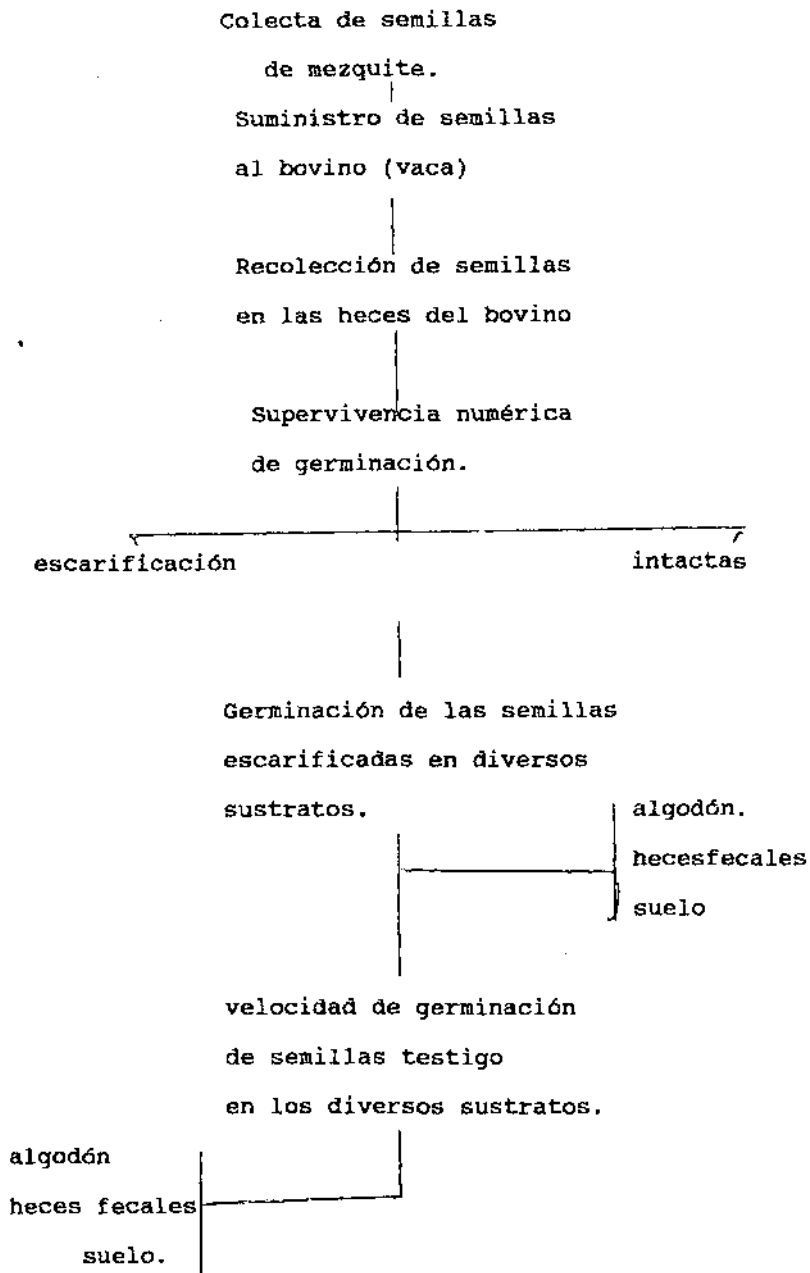 Colecta de semillas
de mezquite.
Suministro de semillas
al bovino (vaca)
Recolección de semillas
en las heces del bovino
Supervivencia numérica
de germinación.
escarificación intactas
Germinación de las semillas
escarificadas en diversos
sustratos.
algodón.
hecesfecales
suelo
velocidad de germinación
de semillas testigo
en los diversos sustratos.
algodón
heces fecales
suelo.